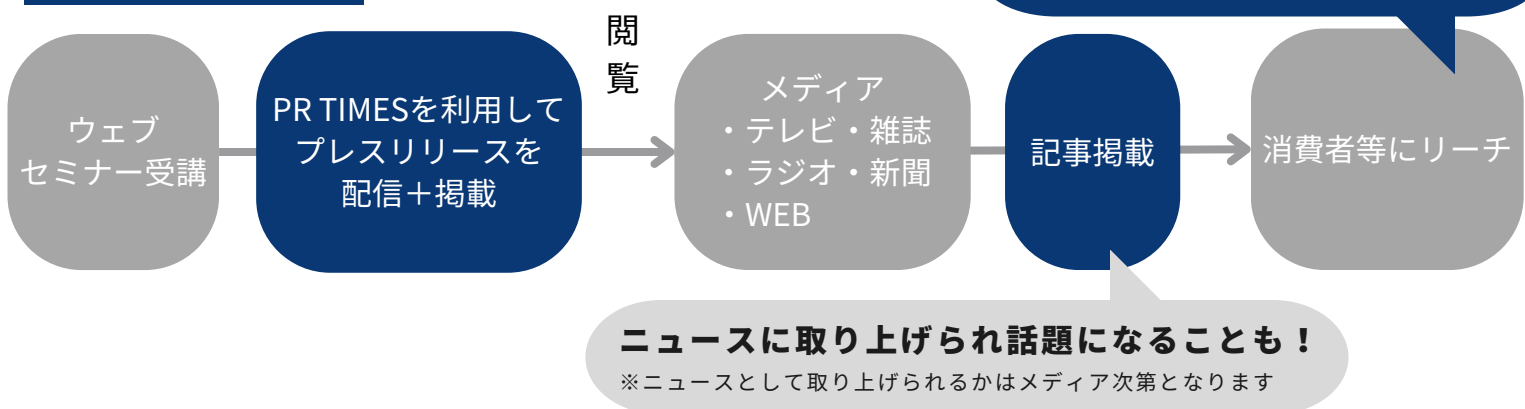 ウェブ
セミナー受講
PR TIMESを利用して
プレスリリースを
配信＋掲載
閲
覧
メディア
・テレビ・雑誌
・ラジオ・新聞
・WEB
記事掲載
消費者等にリーチ
ニュースに取り上げられ話題になることも！
※ニュースとして取り上げられるかはメディア次第となります